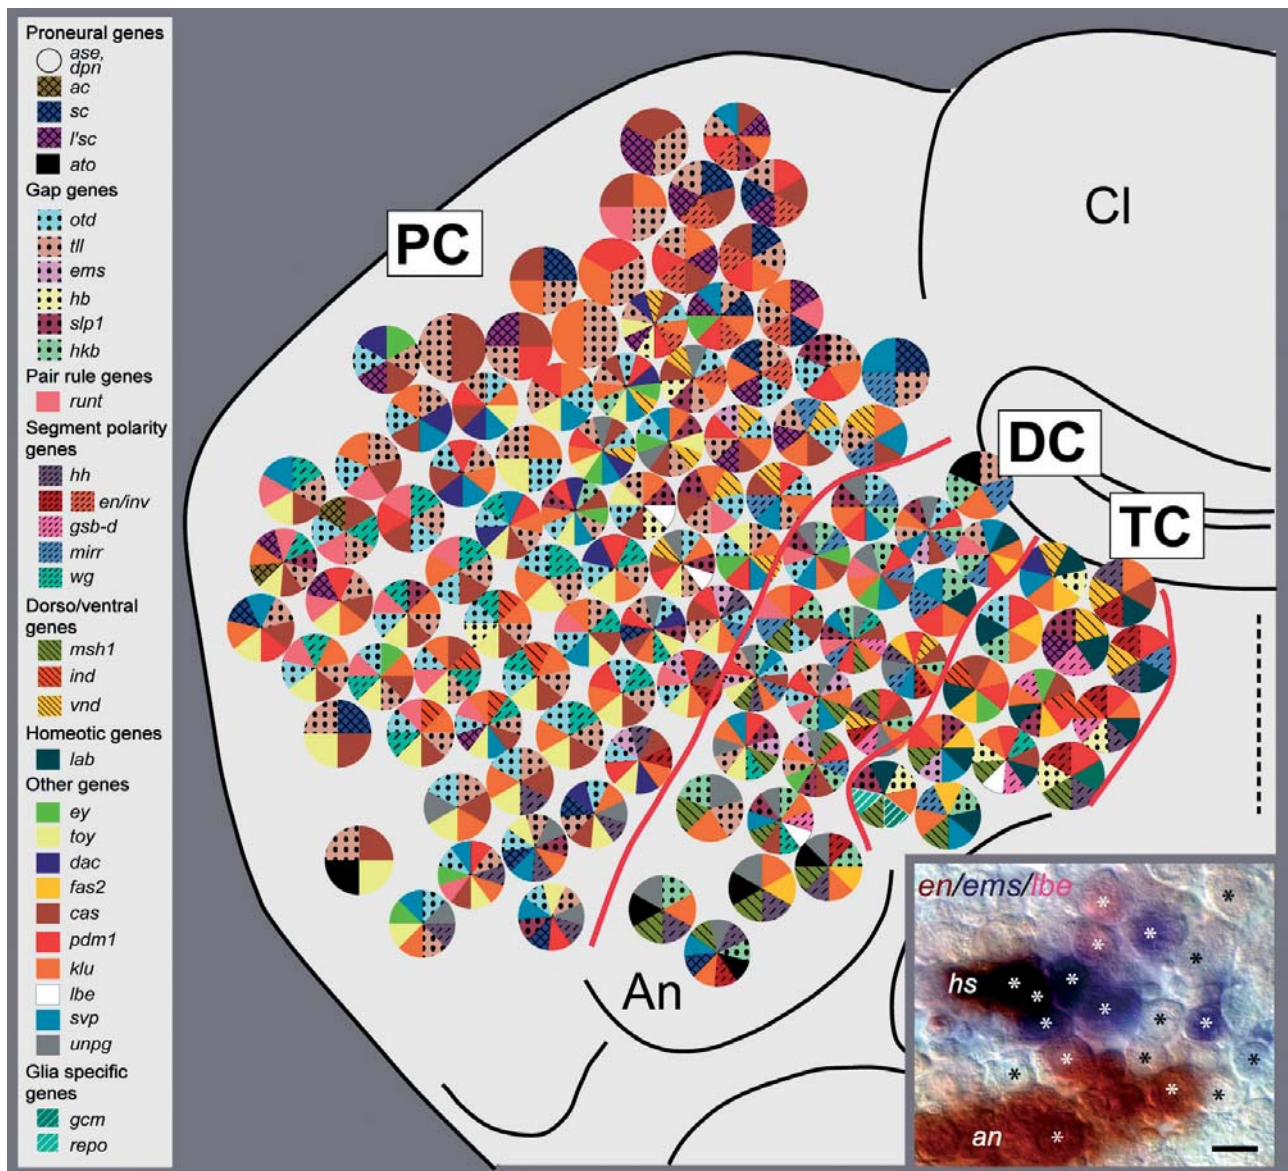 Proneural genes
ase,
dpn
ac
sc
l'sc
ato
Gap genes
otd
tll
ems
hb
slp1
hkb
Pair rule genes
runt
Segment polarity
genes
hh
en/inv
gsb-d
mirr
wg
Dorso/ventral
genes
msh1
ind
vnd
Homeotic genes
lab
Other genes
ey
toy
dac
fas2
cas
pdm1
klu
lbe
svp
unpg
Glia specific
genes
gcm
repo
PC
Cl
DC
TC
An
en/ems/lbe
hs
an